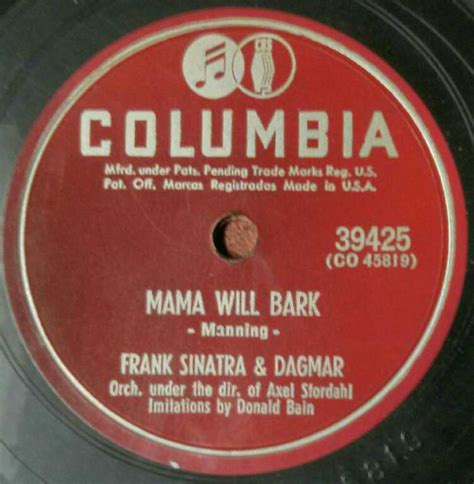 CBS
COLUMBIA
Mfrd. under Pats. Pending Trade Marks Reg. U.S.
Pat. Off. Marcas Registradas Made in U.S.A.
39425
(CO 45819)
MAMA WILL BARK
- Manning -
FRANK SINATRA & DAGMAR
Orch. under the dir. of Axel Stordahl
Imitations by Donald Bain